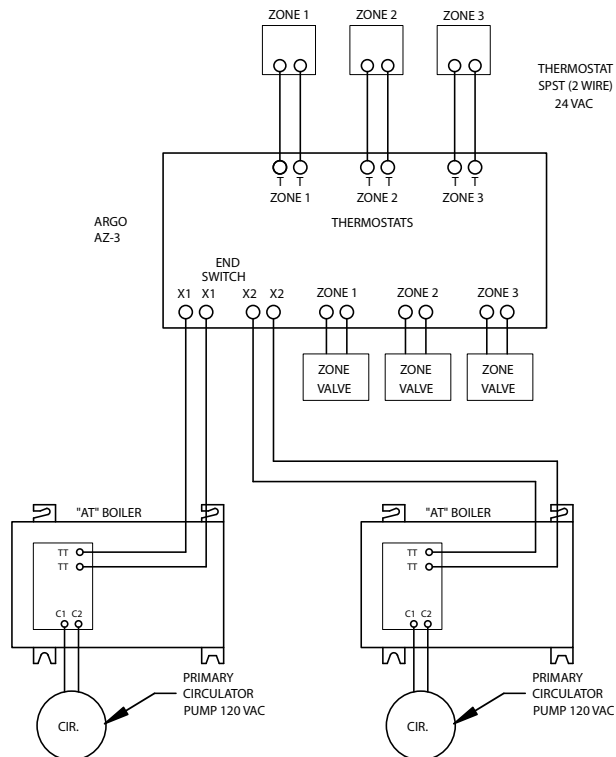 ZONE 1 ZONE 2 ZONE 3
THERMOSTAT
SPST (2 WIRE)
24 VAC
T T T T T T
ZONE 1 ZONE 2 ZONE 3
THERMOSTATS
ARGO
AZ-3
END
SWITCH
X1 X1 X2 X2 ZONE 1 ZONE 2 ZONE 3
ZONE
VALVE
ZONE
VALVE
ZONE
VALVE
"AT" BOILER
TT
TT
C1 C2
CIR.
PRIMARY
CIRCULATOR
PUMP 120 VAC
"AT" BOILER
TT
TT
C1 C2
CIR.
PRIMARY
CIRCULATOR
PUMP 120 VAC